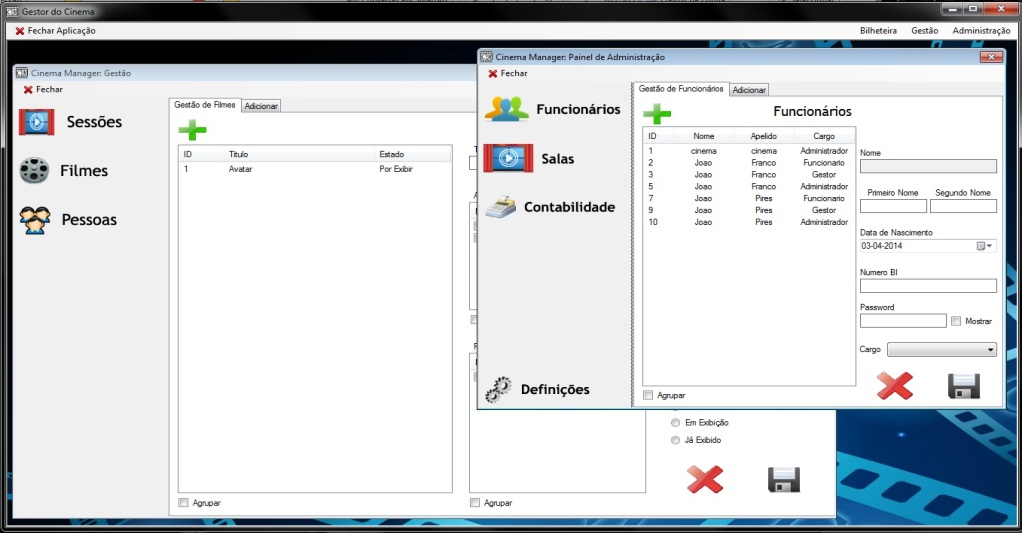 Gestor do Cinema
Fechar Aplicação
Bilheteira Gestão Administração
Cinema Manager: Gestão
Fechar
Sessões
Filmes
Pessoas
Gestão de Filmes Adicionar
ID Titulo Estado
1 Avatar Por Exibir
Agrupar
Agrupar
Em Exibição
Já Exibido
Cinema Manager: Painel de Administração
Fechar
Funcionários
Salas
Contabilidade
Definições
Gestão de Funcionários Adicionar
Funcionários
ID Nome Apelido Cargo
1 cinema cinema Administrador
2 Joao Franco Funcionario
3 Joao Franco Gestor
5 Joao Franco Administrador
7 Joao Pires Funcionario
9 Joao Pires Gestor
10 Joao Pires Administrador
Agrupar
Nome
Primeiro Nome Segundo Nome
Data de Nascimento
03-04-2014
Numero BI
Password
Mostrar
Cargo